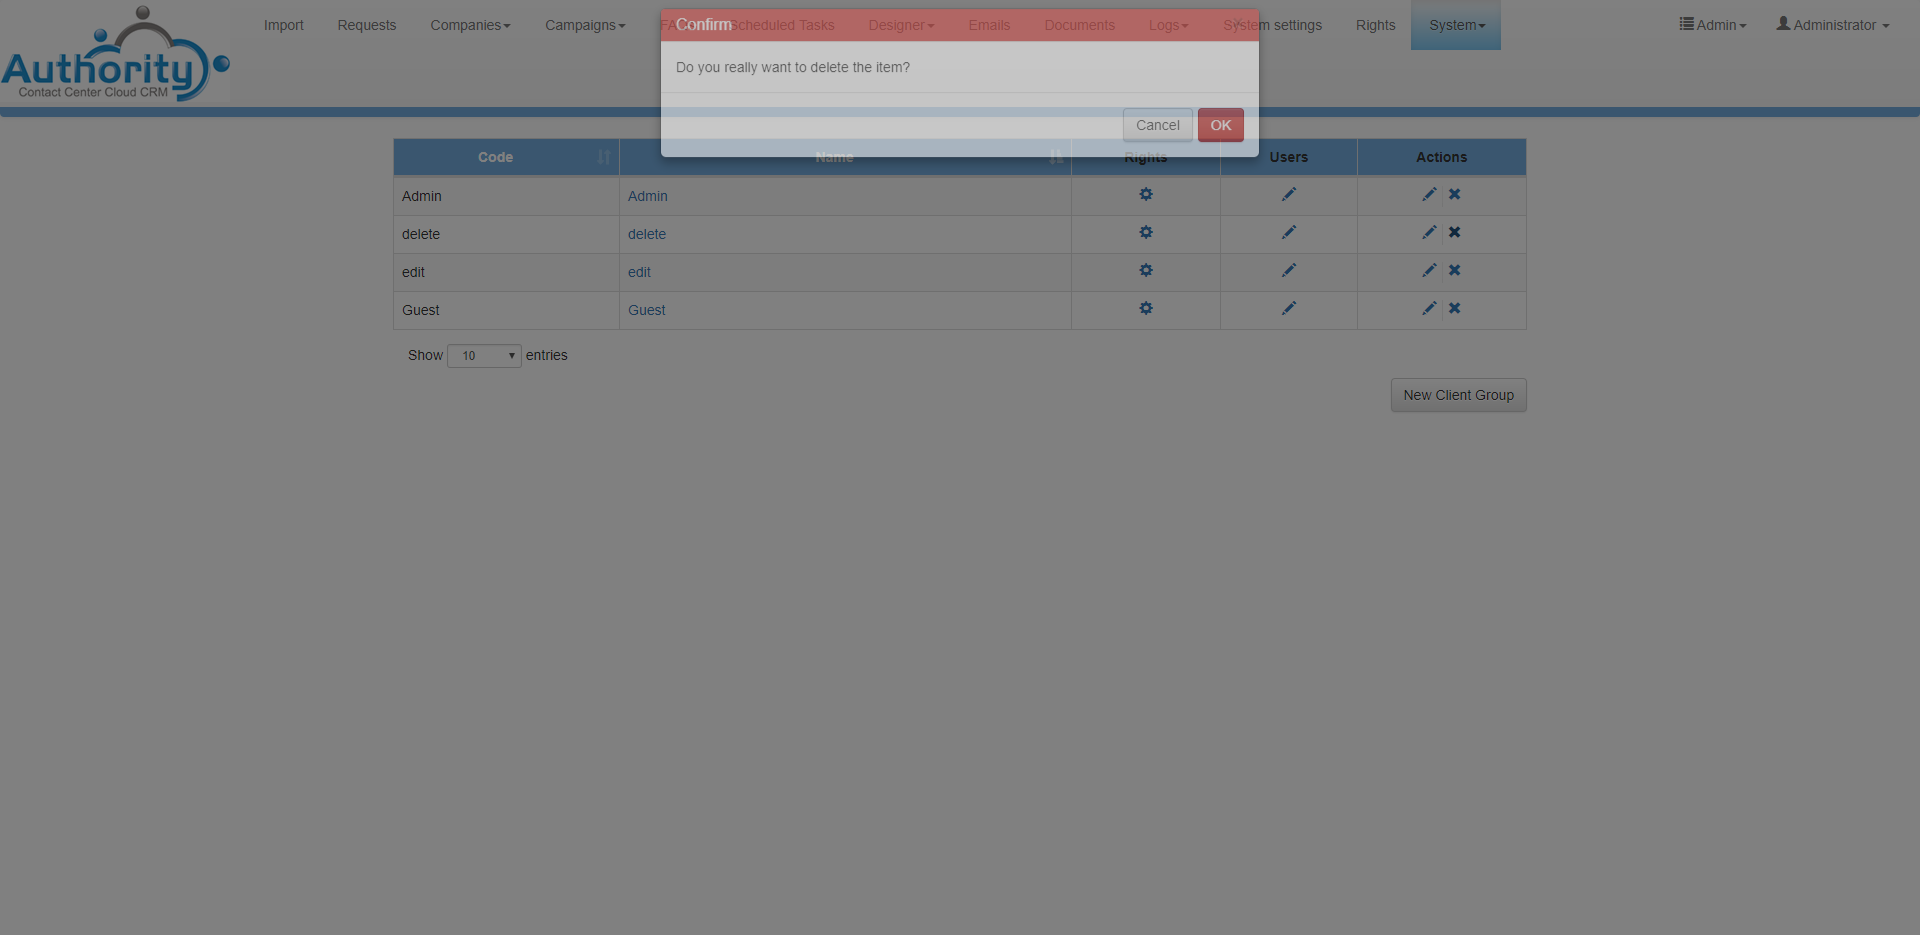 Import Requests Companies Campaigns FA Scheduled Tasks Designer Emails Documents Logs System settings Rights System Admin Administrator
Authority
Contact Center Cloud CRM
Confirm
×
Do you really want to delete the item?
Cancel OK
Code Name Rights Users Actions
Admin Admin
delete delete
edit edit
Guest Guest
Show 10 entries
New Client Group